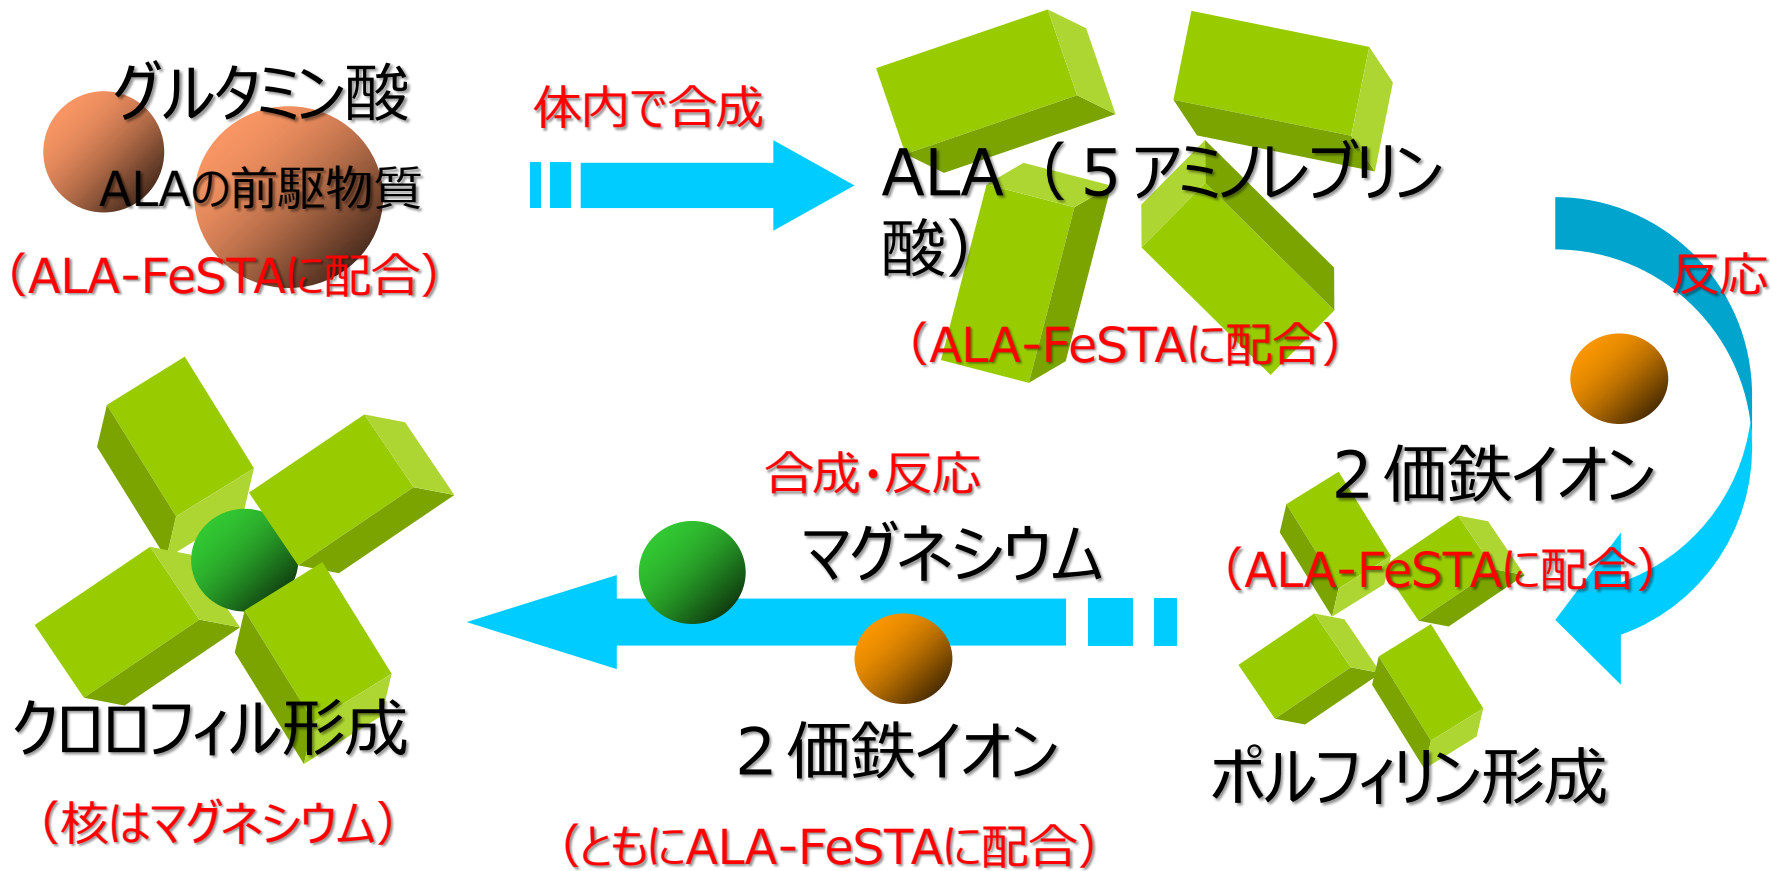 グルタミン酸
ALAの前駆物質
（ALA-FeSTAに配合）
体内で合成
ALA（５アミノレブリン
酸）
（ALA-FeSTAに配合）
反応
２価鉄イオン
（ALA-FeSTAに配合）
ポルフィリン形成
合成・反応
マグネシウム
２価鉄イオン
（ともにALA-FeSTAに配合）
クロロフィル形成
（核はマグネシウム）